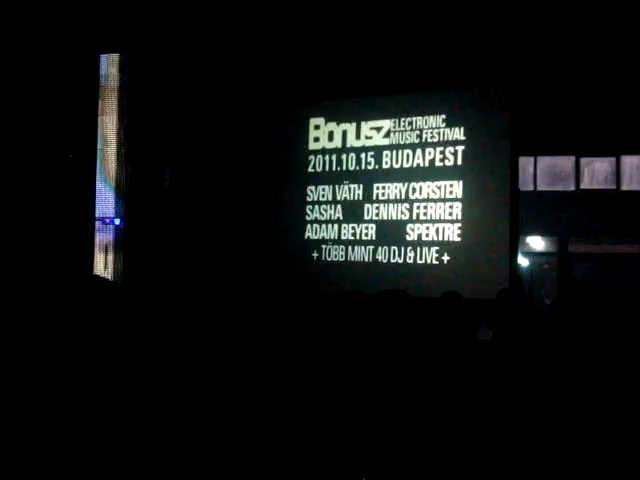 Bonusz ELECTRONIC
MUSIC FESTIVAL
2011.10.15. BUDAPEST
SVEN VÄTH FERRY CORSTEN
SASHA DENNIS FERRER
ADAM BEYER SPEKTRE
+ TÖBB MINT 40 DJ & LIVE +